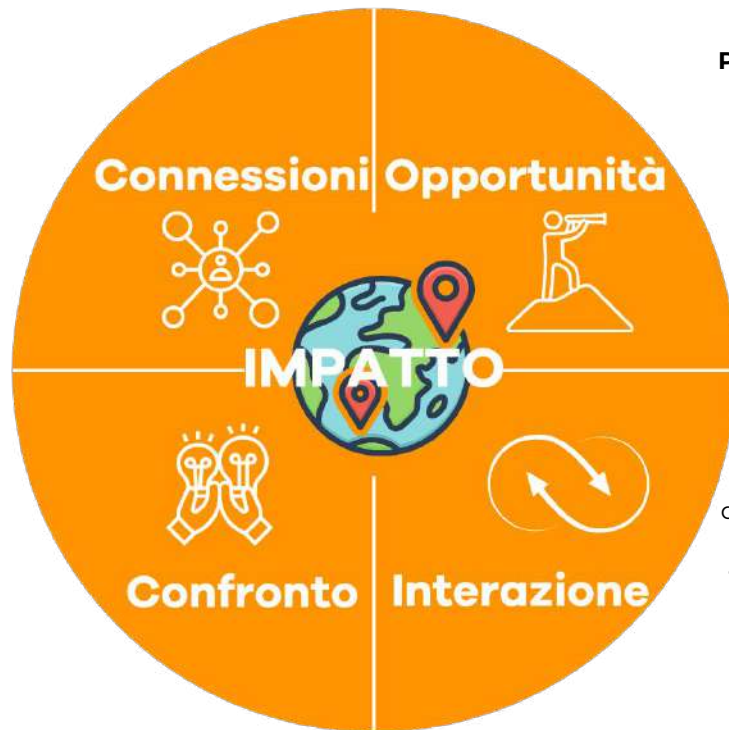 Connessioni
Opportunità
IMPATTO
Confronto
Interazione